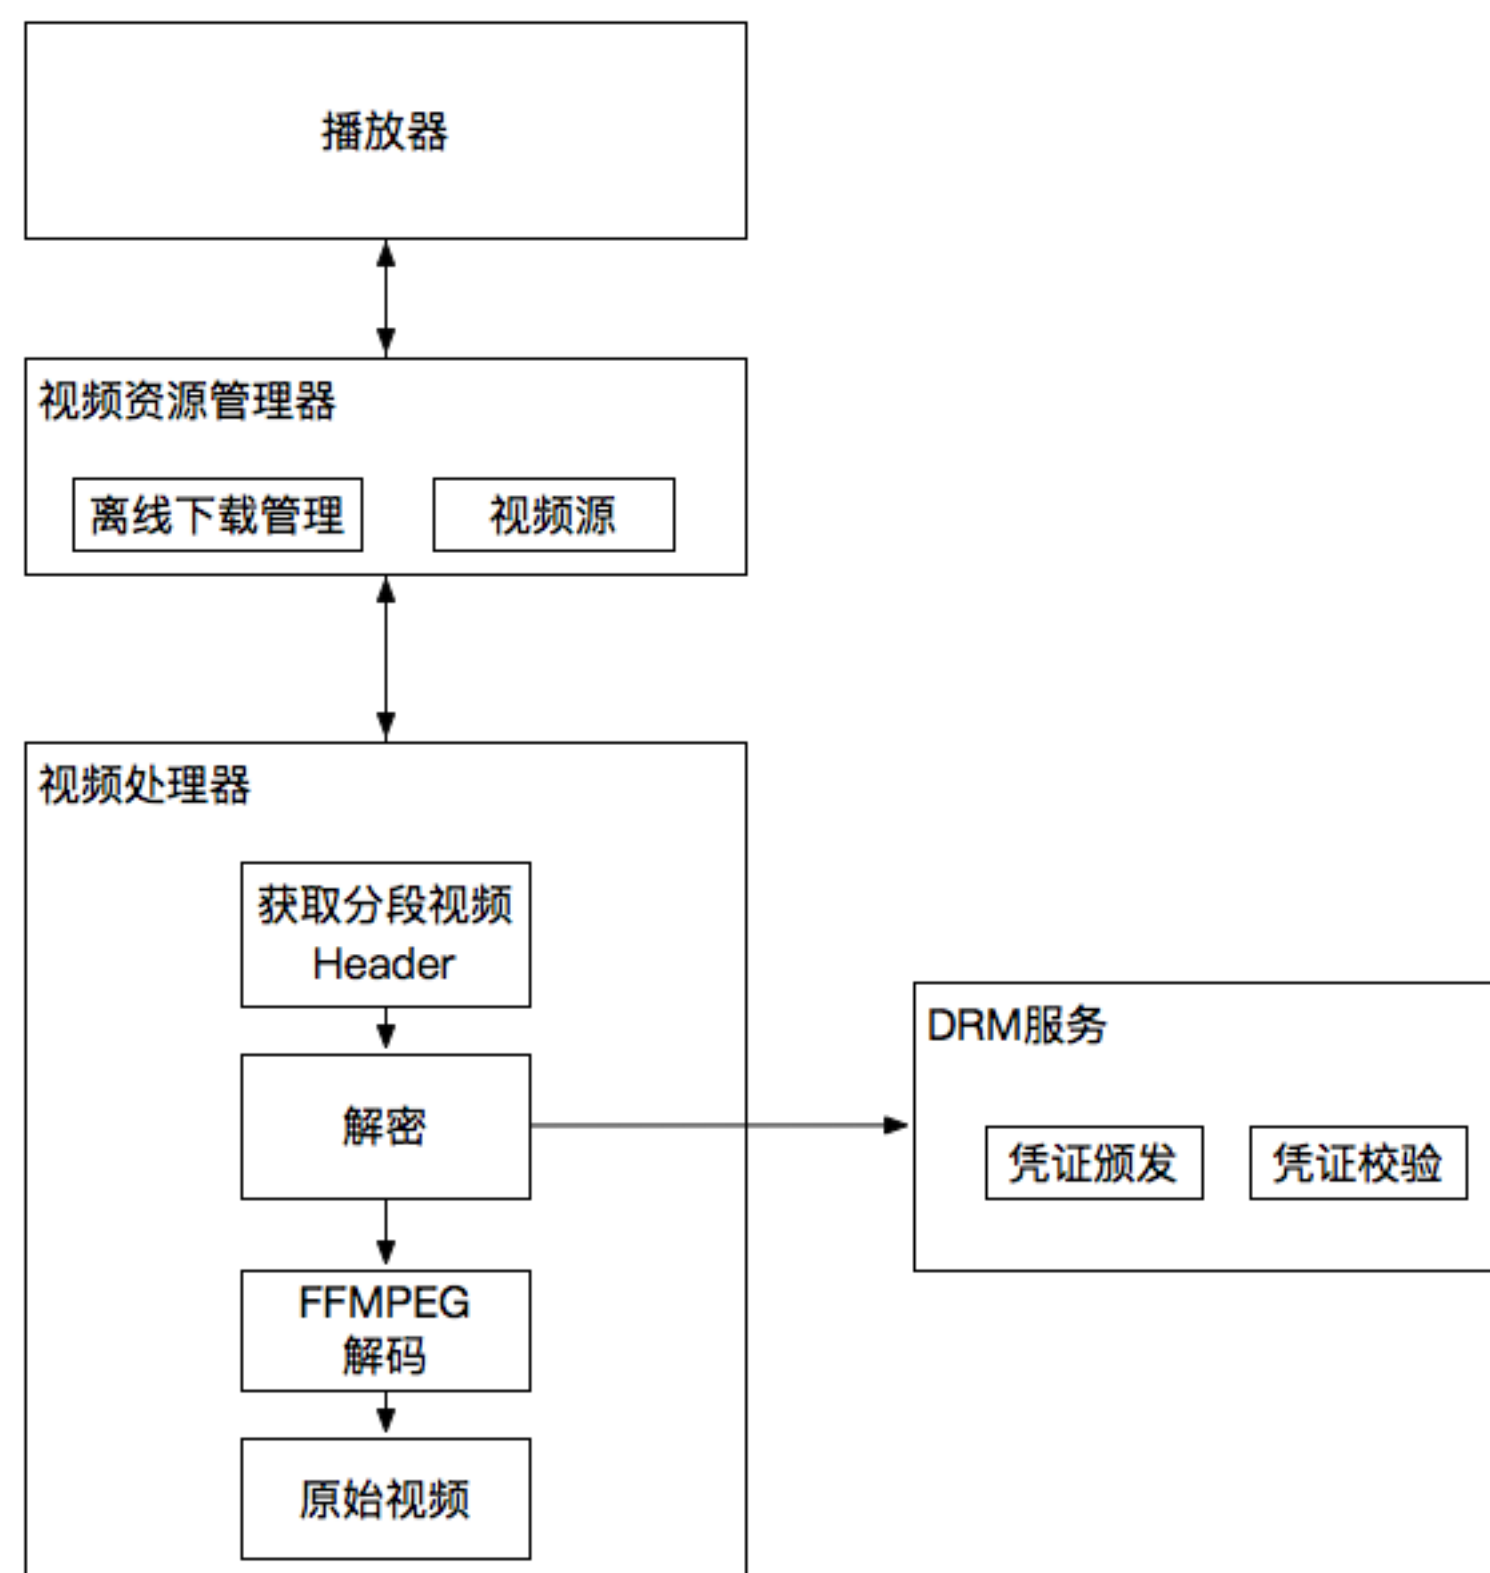 播放器
视频资源管理器
离线下载管理
视频源
视频处理器
获取分段视频
Header
解密
FFMPEG
解码
原始视频
DRM服务
凭证颁发
凭证校验